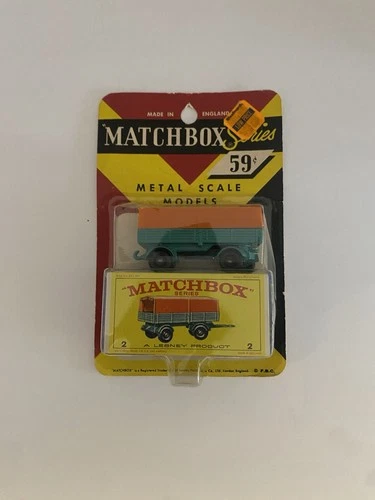 MADE IN ENGLAND
"MATCHBOX" Series
59¢
METAL SCALE
MODELS
"MATCHBOX"
SERIES
2 A LESNEY PRODUCT 2